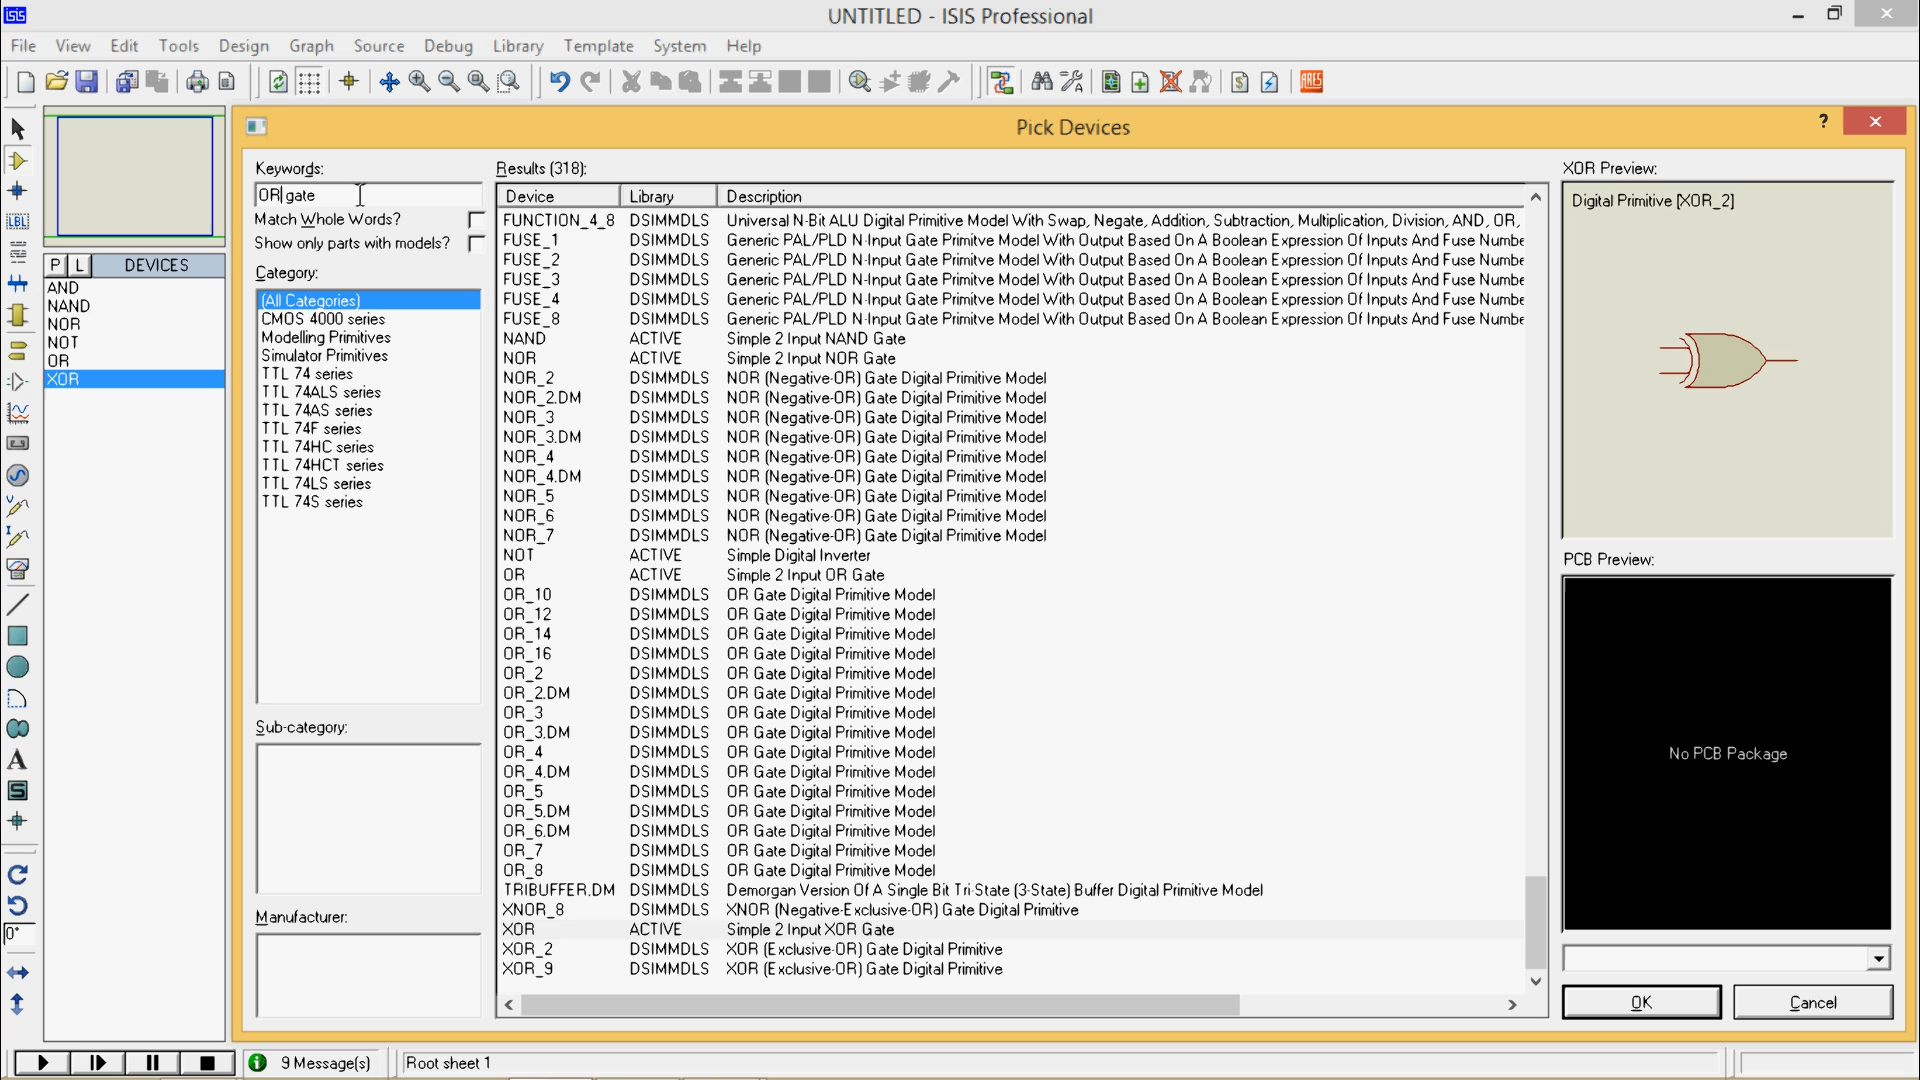 isis
UNTITLED - ISIS Professional
File View Edit Tools Design Graph Source Debug Library Template System Help
ARES
Pick Devices
?
Keywords:
OR gate
Match Whole Words?
Show only parts with models?
Category:
(All Categories)
CMOS 4000 series
Modelling Primitives
Simulator Primitives
TTL 74 series
TTL 74ALS series
TTL 74AS series
TTL 74F series
TTL 74HC series
TTL 74HCT series
TTL 74LS series
TTL 74S series
Sub-category:
Manufacturer:
P L DEVICES
AND
NAND
NOR
NOT
OR
XOR
LBL
A
S
0°
Results (318):
Device Library Description
FUNCTION_4_8 DSIMMDLS Universal N-Bit ALU Digital Primitive Model With Swap, Negate, Addition, Subtraction, Multiplication, Division, AND, OR,
FUSE_1 DSIMMDLS Generic PAL/PLD N-Input Gate Primitve Model With Output Based On A Boolean Expression Of Inputs And Fuse Numbe
FUSE_2 DSIMMDLS Generic PAL/PLD N-Input Gate Primitve Model With Output Based On A Boolean Expression Of Inputs And Fuse Numbe
FUSE_3 DSIMMDLS Generic PAL/PLD N-Input Gate Primitve Model With Output Based On A Boolean Expression Of Inputs And Fuse Numbe
FUSE_4 DSIMMDLS Generic PAL/PLD N-Input Gate Primitve Model With Output Based On A Boolean Expression Of Inputs And Fuse Numbe
FUSE_8 DSIMMDLS Generic PAL/PLD N-Input Gate Primitve Model With Output Based On A Boolean Expression Of Inputs And Fuse Numbe
NAND ACTIVE Simple 2 Input NAND Gate
NOR ACTIVE Simple 2 Input NOR Gate
NOR_2 DSIMMDLS NOR (Negative-OR) Gate Digital Primitive Model
NOR_2.DM DSIMMDLS NOR (Negative-OR) Gate Digital Primitive Model
NOR_3 DSIMMDLS NOR (Negative-OR) Gate Digital Primitive Model
NOR_3.DM DSIMMDLS NOR (Negative-OR) Gate Digital Primitive Model
NOR_4 DSIMMDLS NOR (Negative-OR) Gate Digital Primitive Model
NOR_4.DM DSIMMDLS NOR (Negative-OR) Gate Digital Primitive Model
NOR_5 DSIMMDLS NOR (Negative-OR) Gate Digital Primitive Model
NOR_6 DSIMMDLS NOR (Negative-OR) Gate Digital Primitive Model
NOR_7 DSIMMDLS NOR (Negative-OR) Gate Digital Primitive Model
NOT ACTIVE Simple Digital Inverter
OR ACTIVE Simple 2 Input OR Gate
OR_10 DSIMMDLS OR Gate Digital Primitive Model
OR_12 DSIMMDLS OR Gate Digital Primitive Model
OR_14 DSIMMDLS OR Gate Digital Primitive Model
OR_16 DSIMMDLS OR Gate Digital Primitive Model
OR_2 DSIMMDLS OR Gate Digital Primitive Model
OR_2.DM DSIMMDLS OR Gate Digital Primitive Model
OR_3 DSIMMDLS OR Gate Digital Primitive Model
OR_3.DM DSIMMDLS OR Gate Digital Primitive Model
OR_4 DSIMMDLS OR Gate Digital Primitive Model
OR_4.DM DSIMMDLS OR Gate Digital Primitive Model
OR_5 DSIMMDLS OR Gate Digital Primitive Model
OR_5.DM DSIMMDLS OR Gate Digital Primitive Model
OR_6.DM DSIMMDLS OR Gate Digital Primitive Model
OR_7 DSIMMDLS OR Gate Digital Primitive Model
OR_8 DSIMMDLS OR Gate Digital Primitive Model
TRIBUFFER.DM DSIMMDLS Demorgan Version Of A Single Bit Tri-State (3-State) Buffer Digital Primitive Model
XNOR_8 DSIMMDLS XNOR (Negative-Exclusive-OR) Gate Digital Primitive
XOR ACTIVE Simple 2 Input XOR Gate
XOR_2 DSIMMDLS XOR (Exclusive-OR) Gate Digital Primitive
XOR_9 DSIMMDLS XOR (Exclusive-OR) Gate Digital Primitive
XOR Preview:
Digital Primitive [XOR_2]
PCB Preview:
No PCB Package
OK Cancel
9 Message(s) Root sheet 1